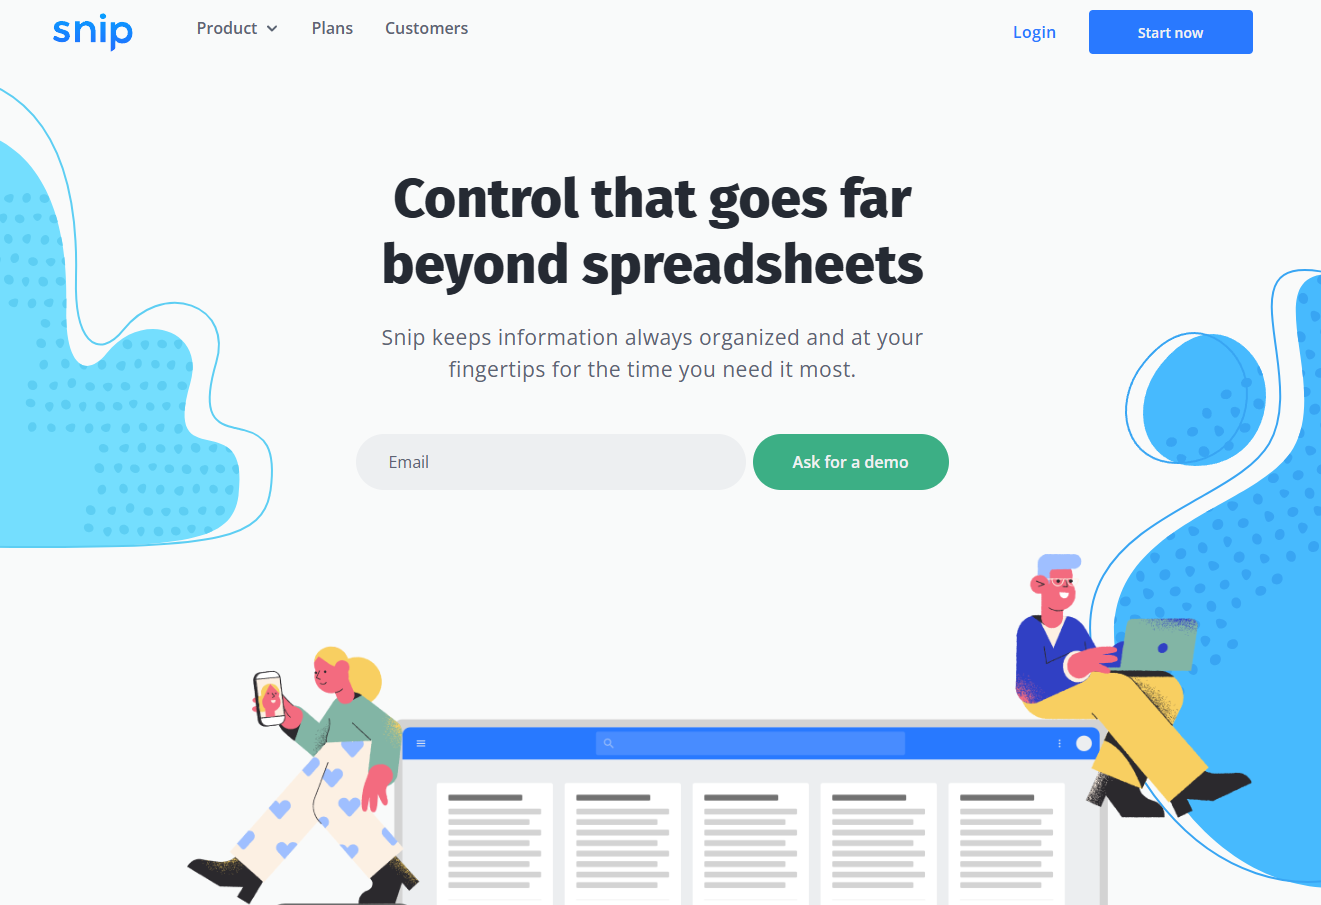 snip
Product
Plans
Customers
Login
Start now
Control that goes far
beyond spreadsheets
Snip keeps information always organized and at your
fingertips for the time you need it most.
Email
Ask for a demo